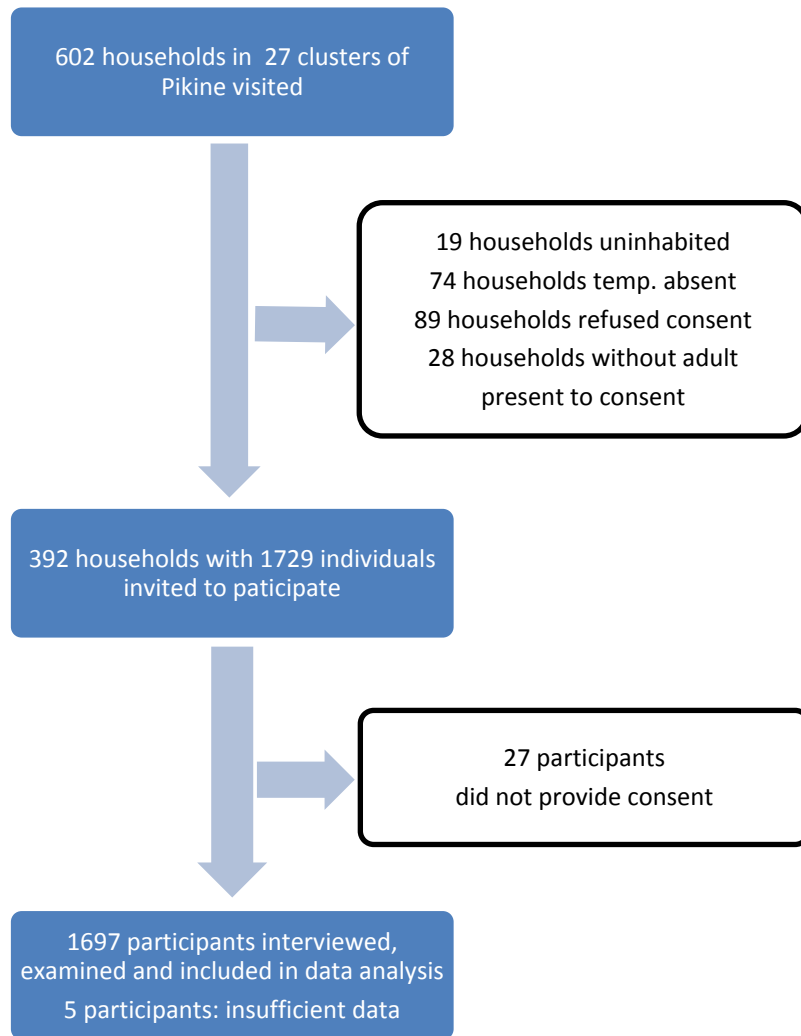 602 households in  27 clusters of
Pikine visited
19 households uninhabited
74 households temp. absent
89 households refused consent
28 households without adult
present to consent
392 households with 1729 individuals
invited to paticipate
27 participants
did not provide consent
1697 participants interviewed,
examined and included in data analysis
5 participants: insufficient data